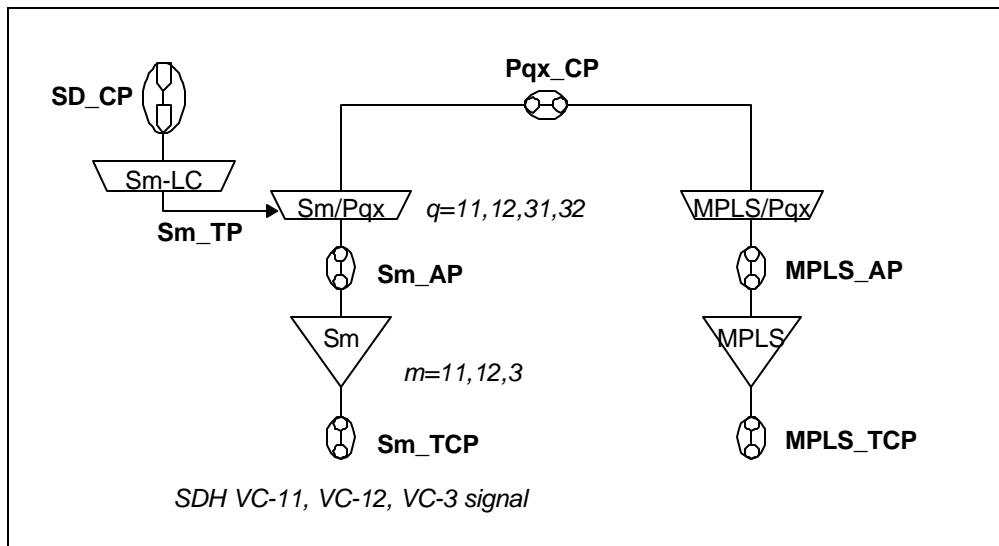 Pqx_CP
SD_CP
Sm-LC
Sm/Pqx
q=11,12,31,32
MPLS/Pqx
Sm_TP
Sm_AP
MPLS_AP
Sm
MPLS
m=11,12,3
Sm_TCP
MPLS_TCP
SDH VC-11, VC-12, VC-3 signal